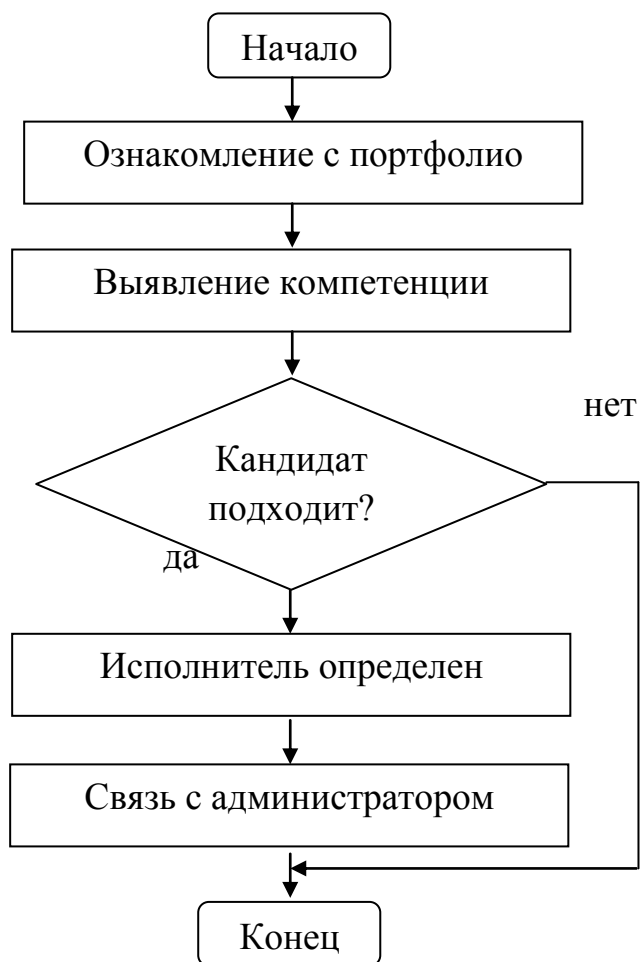 Начало
Ознакомление с портфолио
Выявление компетенции
нет
Кандидат
подходит?
да
Исполнитель определен
Связь с администратором
Конец